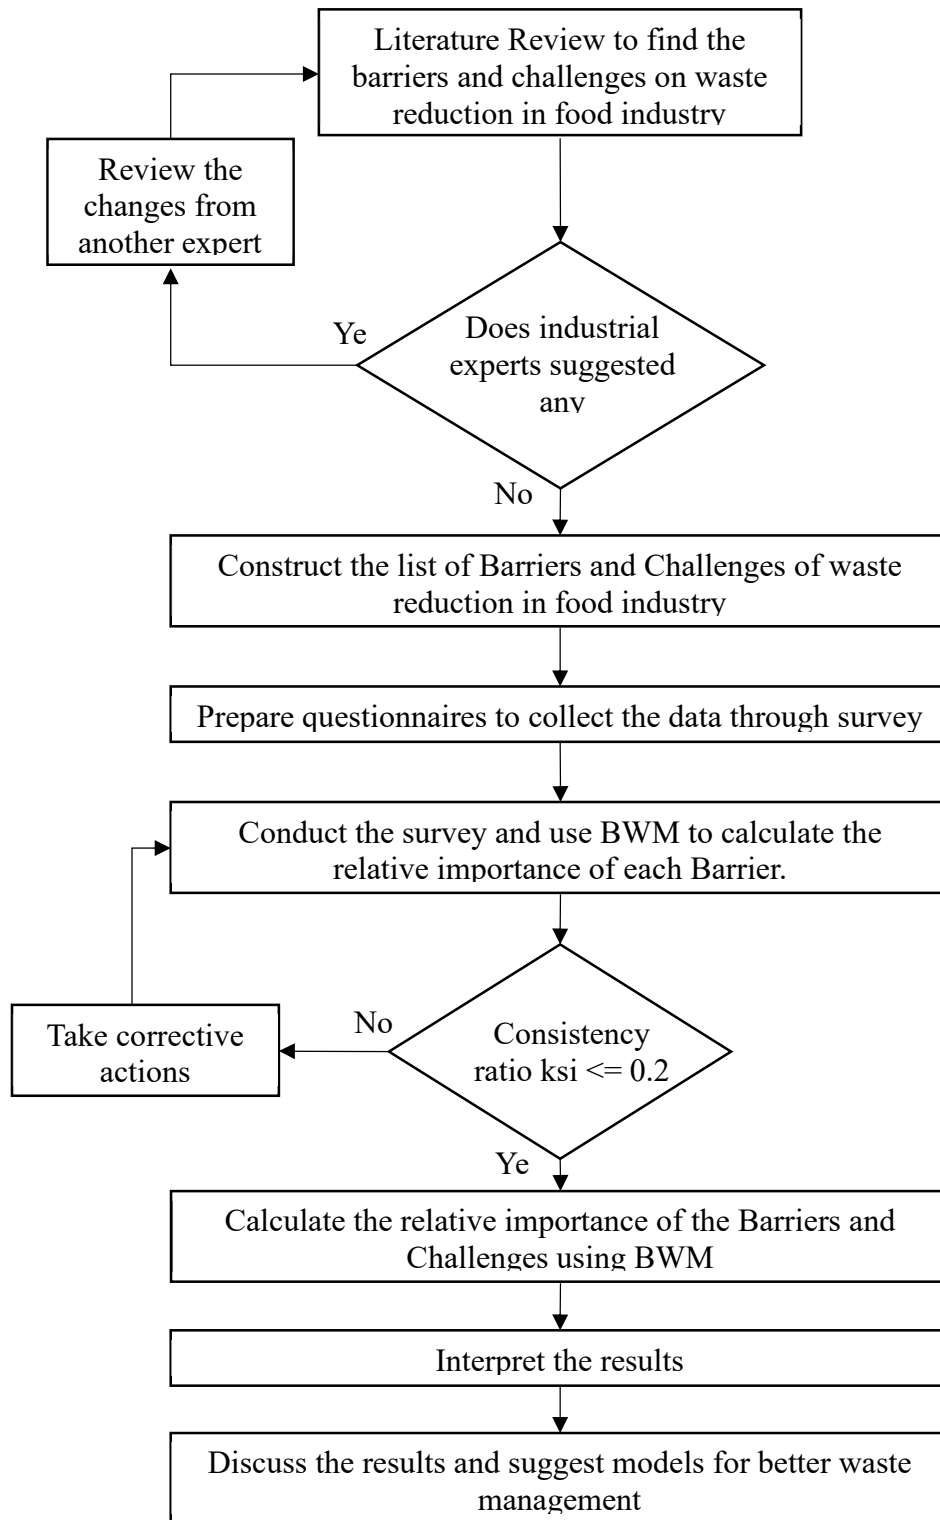 Literature Review to find the
barriers and challenges on waste
reduction in food industry
Review the
changes from
another expert
Ye
Does industrial
experts suggested
any
No
Construct the list of Barriers and Challenges of waste
reduction in food industry
Prepare questionnaires to collect the data through survey
Conduct the survey and use BWM to calculate the
relative importance of each Barrier.
Take corrective
actions
No
Consistency
ratio ksi <= 0.2
Ye
Calculate the relative importance of the Barriers and
Challenges using BWM
Interpret the results
Discuss the results and suggest models for better waste
management